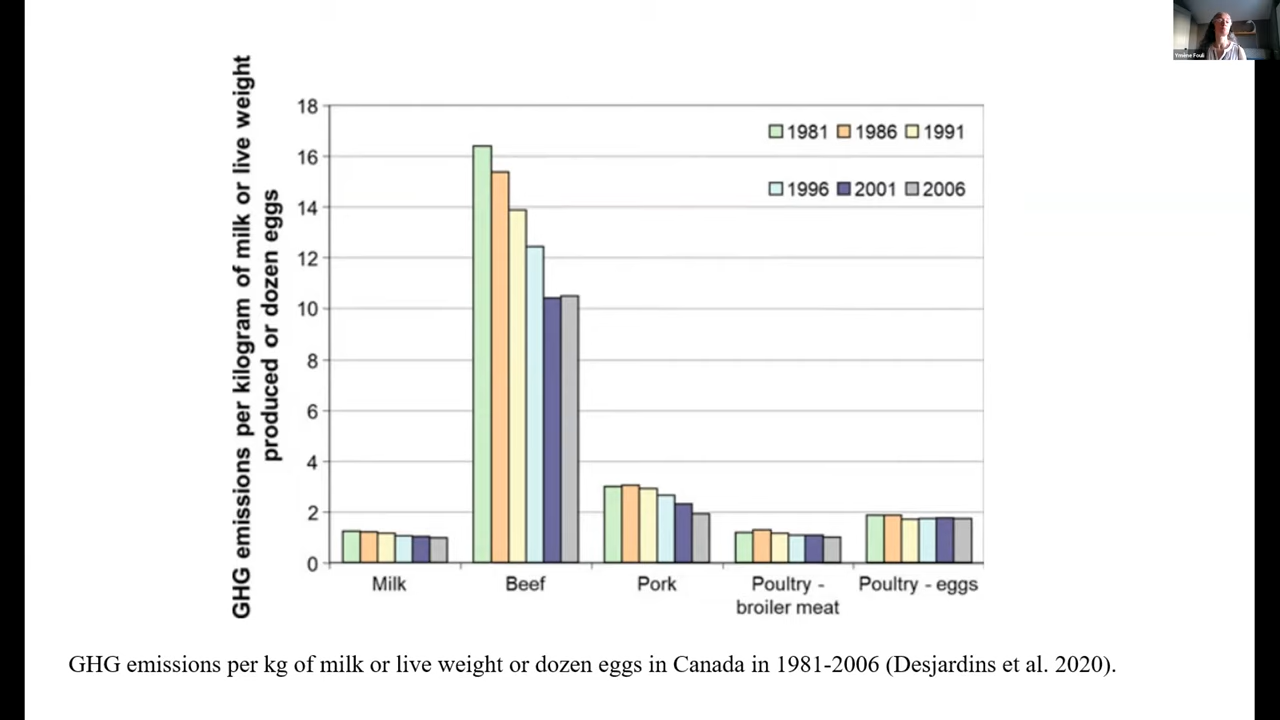 Ymène Fouli
GHG emissions per kilogram of milk or live weight
produced or dozen eggs
18
16
14
12
10
8
6
4
2
0
1981 1986 1991
1996 2001 2006
Milk Beef Pork Poultry - Poultry - eggs
broiler meat
GHG emissions per kg of milk or live weight or dozen eggs in Canada in 1981-2006 (Desjardins et al. 2020).